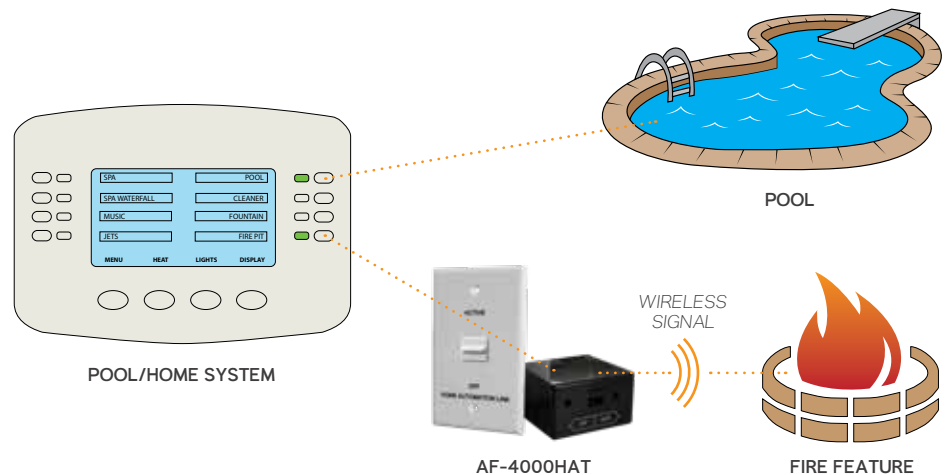 SPA
POOL
SPA WATERFALL
CLEANER
MUSIC
FOUNTAIN
JETS
FIRE PIT
MENU HEAT LIGHTS DISPLAY
POOL/HOME SYSTEM
POOL
ACTIVE
OFF
HOME AUTOMATION LINK
WIRELESS
SIGNAL
AF-4000HAT
FIRE FEATURE